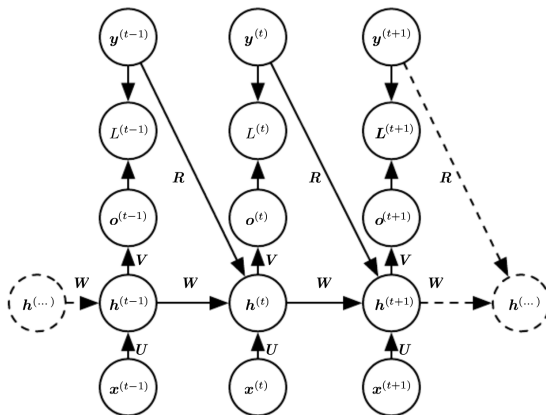 y(t−1) y(t) y(t+1)
L(t−1) L(t) L(t+1)
R R R
o(t−1) o(t) o(t+1)
V V V
W W W W
h(...) h(t−1) h(t) h(t+1) h(...)
U U U
x(t−1) x(t) x(t+1)